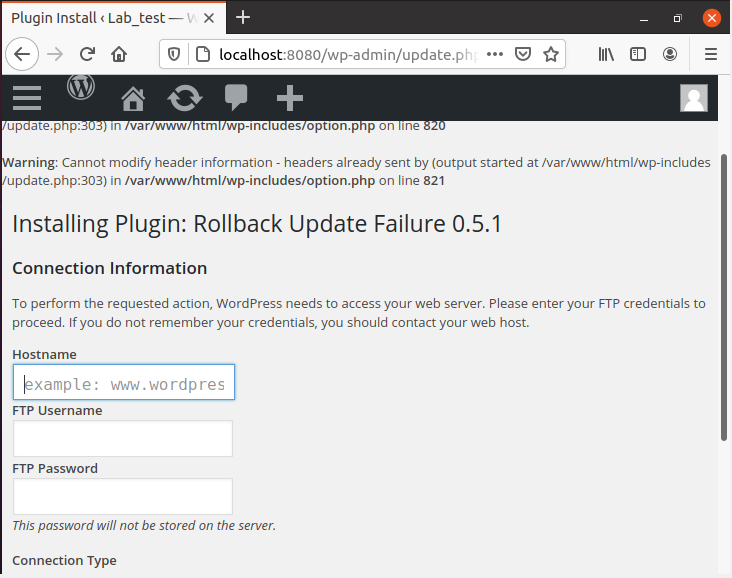 Plugin Install ‹ Lab_test — W
localhost:8080/wp-admin/update.php
/update.php:303) in /var/www/html/wp-includes/option.php on line 820
Warning: Cannot modify header information - headers already sent by (output started at /var/www/html/wp-includes
/update.php:303) in /var/www/html/wp-includes/option.php on line 821
Installing Plugin: Rollback Update Failure 0.5.1
Connection Information
To perform the requested action, WordPress needs to access your web server. Please enter your FTP credentials to
proceed. If you do not remember your credentials, you should contact your web host.
Hostname
example: www.wordpres
FTP Username
FTP Password
This password will not be stored on the server.
Connection Type